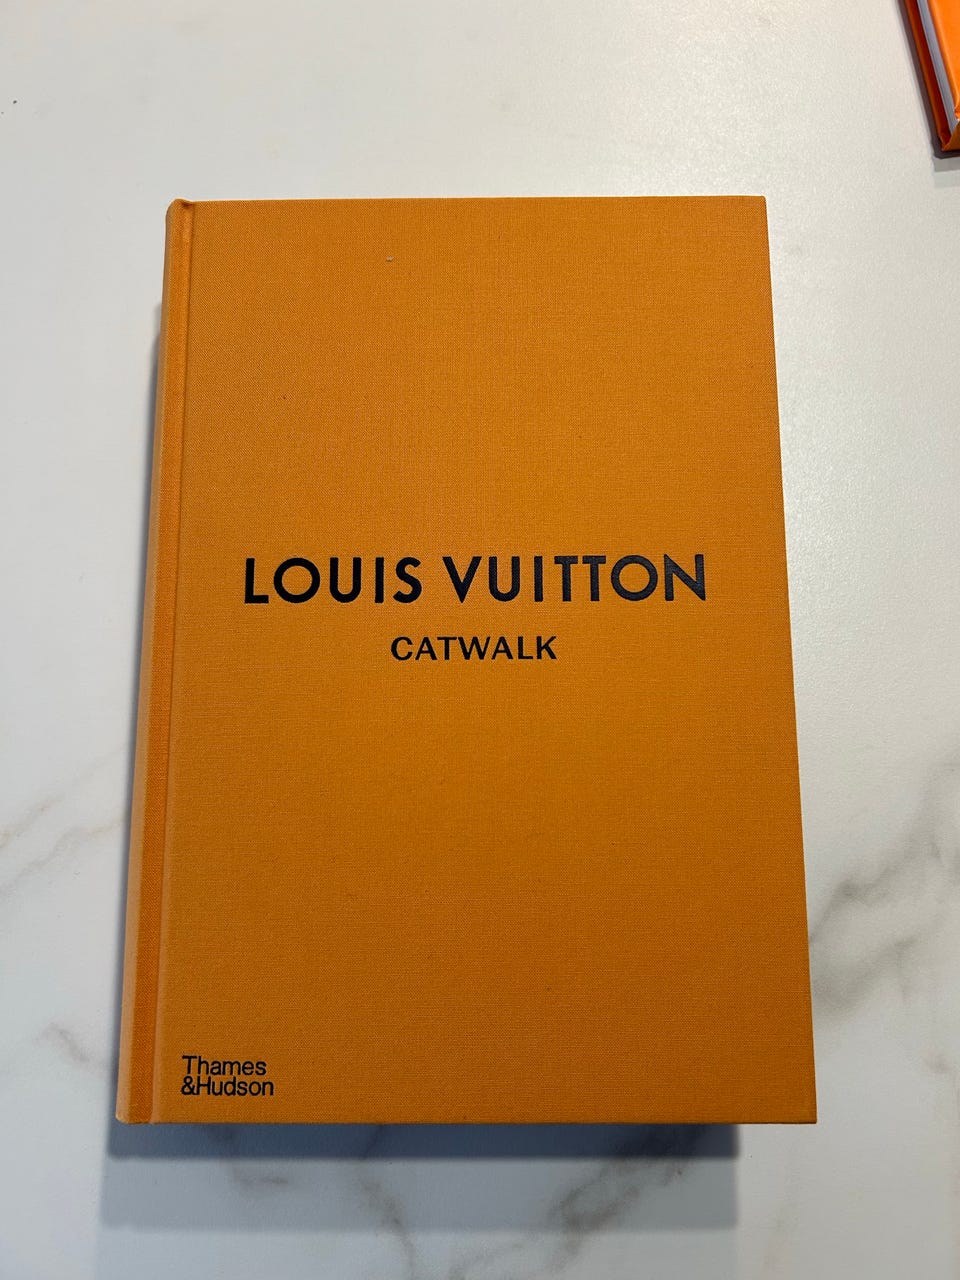 LOUIS VUITTON
CATWALK
Thames
&Hudson